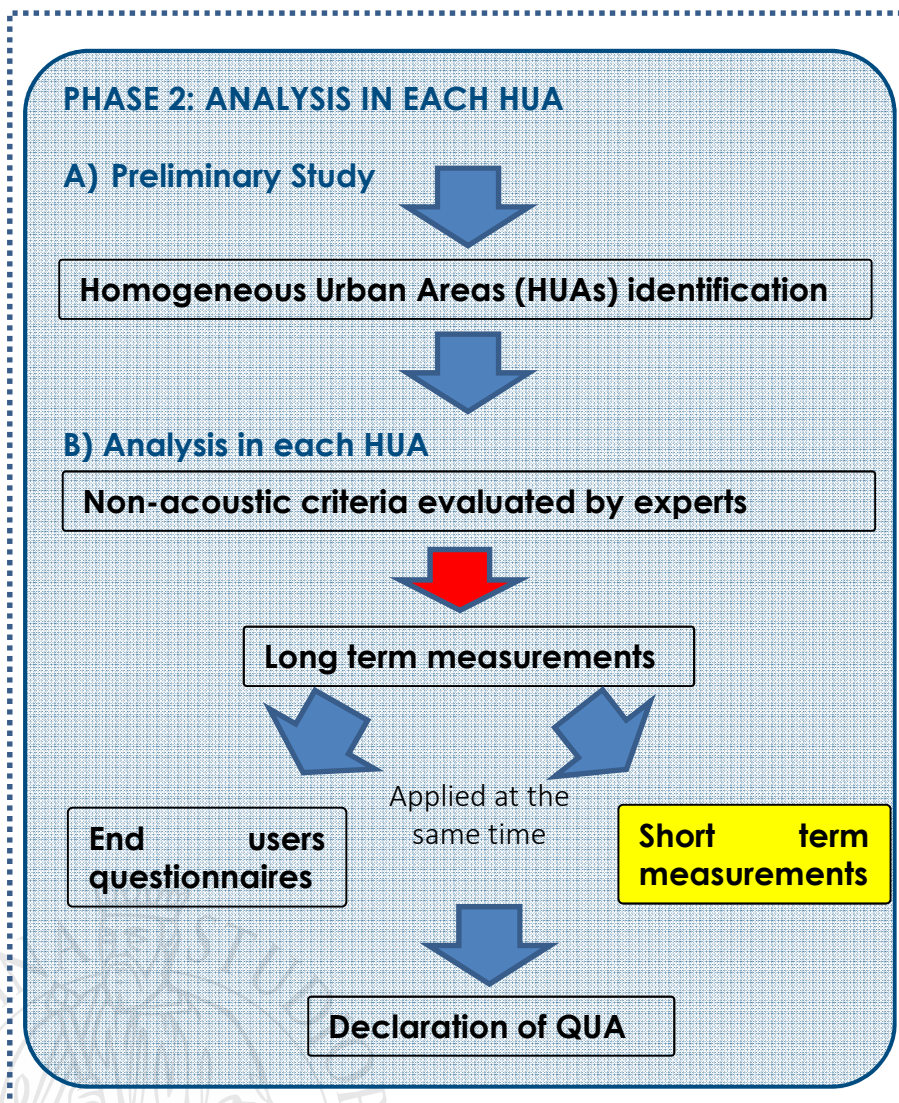 PHASE 2: ANALYSIS IN EACH HUA
A) Preliminary Study
Homogeneous Urban Areas (HUAs) identification
B) Analysis in each HUA
Non-acoustic criteria evaluated by experts
Long term measurements
Applied at the
same time
End users
questionnaires
Short term
measurements
Declaration of QUA